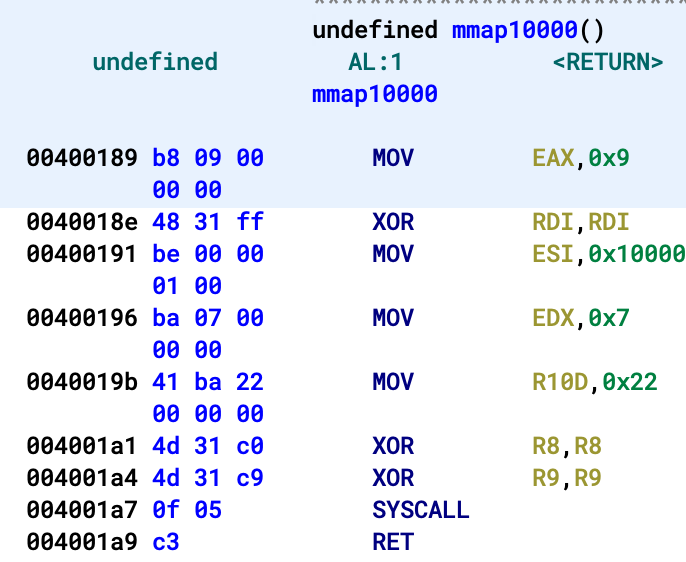 undefined mmap10000()
undefined AL:1 <RETURN>
mmap10000
00400189 b8 09 00 MOV EAX,0x9
00 00
0040018e 48 31 ff XOR RDI,RDI
00400191 be 00 00 MOV ESI,0x10000
01 00
00400196 ba 07 00 MOV EDX,0x7
00 00
0040019b 41 ba 22 MOV R10D,0x22
00 00 00
004001a1 4d 31 c0 XOR R8,R8
004001a4 4d 31 c9 XOR R9,R9
004001a7 0f 05 SYSCALL
004001a9 c3 RET